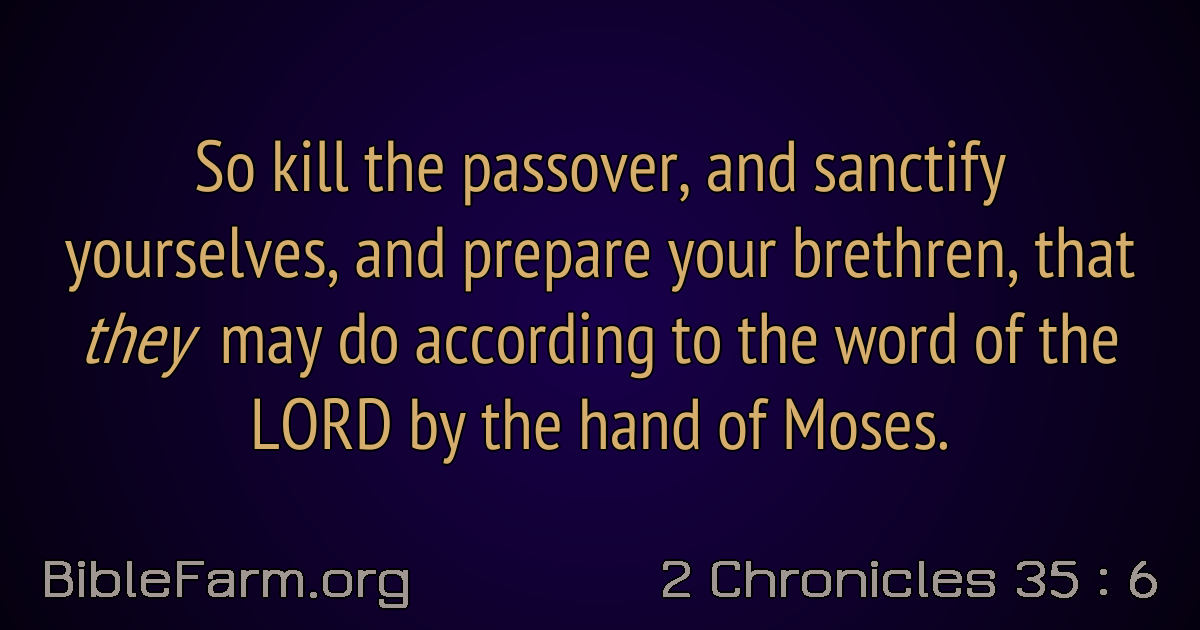 So kill the passover, and sanctify
yourselves, and prepare your brethren, that
they may do according to the word of the
LORD by the hand of Moses.
BibleFarm.org
2 Chronicles 35 : 6